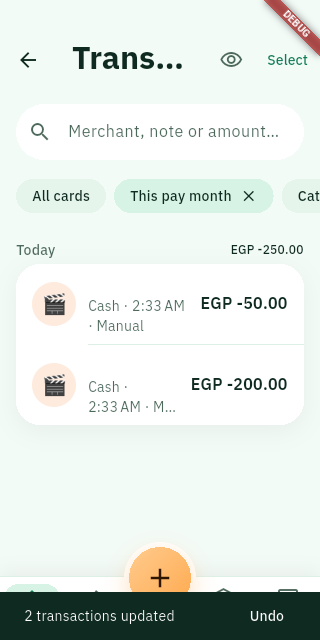 DEBUG
Trans...
Select
Merchant, note or amount...
All cards
This pay month
Cat
Today
EGP -250.00
Cash · 2:33 AM
· Manual
EGP -50.00
Cash ·
2:33 AM · M...
EGP -200.00
2 transactions updated
Undo